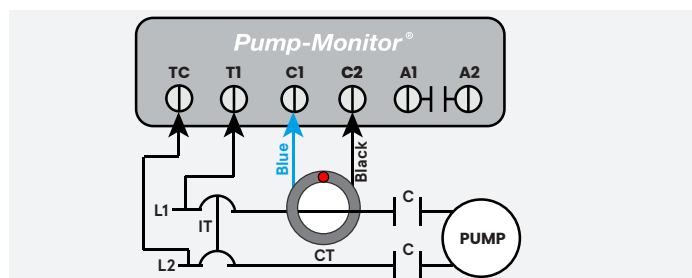 Pump-Monitor®
TC T1 C1 C2 A1 A2
Blue
Black
L1
IT
C
CT
PUMP
L2
C